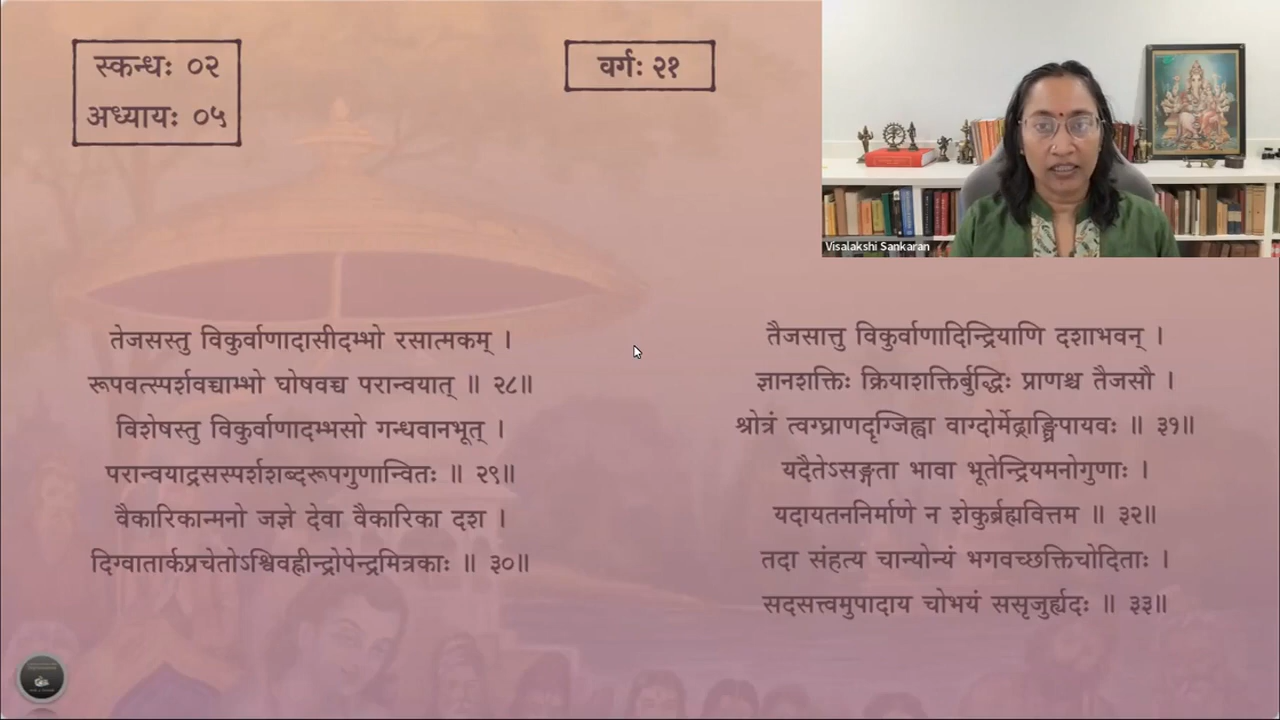 स्कन्धः ०२
अध्यायः ०५
वर्गः २१
Visalakshi Sankaran
तेजसस्तु विकुर्वाणादासीदम्भो रसात्मकम् ।
रूपवत्स्पर्शवच्चाम्भो घोषवच्च परान्वयात् ॥ २८॥
विशेषस्तु विकुर्वाणादम्भसो गन्धवानभूत् ।
परान्वयाद्रसस्पर्शशब्दरूपगुणान्वितः ॥ २९॥
वैकारिकान्मनो जज्ञे देवा वैकारिका दश ।
दिग्वातार्कप्रचेतोऽश्विवह्नीन्द्रोपेन्द्रमित्रकाः ॥ ३०॥
तैजसात्तु विकुर्वाणादिन्द्रियाणि दशाभवन् ।
ज्ञानशक्तिः क्रियाशक्तिर्बुद्धिः प्राणश्च तैजसौ ।
श्रोत्रं त्वग्घ्राणदृग्जिह्वा वाग्दोर्मेढ्राङ्घ्रिपायवः ॥ ३१॥
यदैतेऽसङ्गता भावा भूतेन्द्रियमनोगुणाः ।
यदायतननिर्माणे न शेकुर्ब्रह्मवित्तम ॥ ३२॥
तदा संहत्य चान्योन्यं भगवच्छक्तिचोदिताः ।
सदसत्त्वमुपादाय चोभयं ससृजुर्ह्यदः ॥ ३३॥